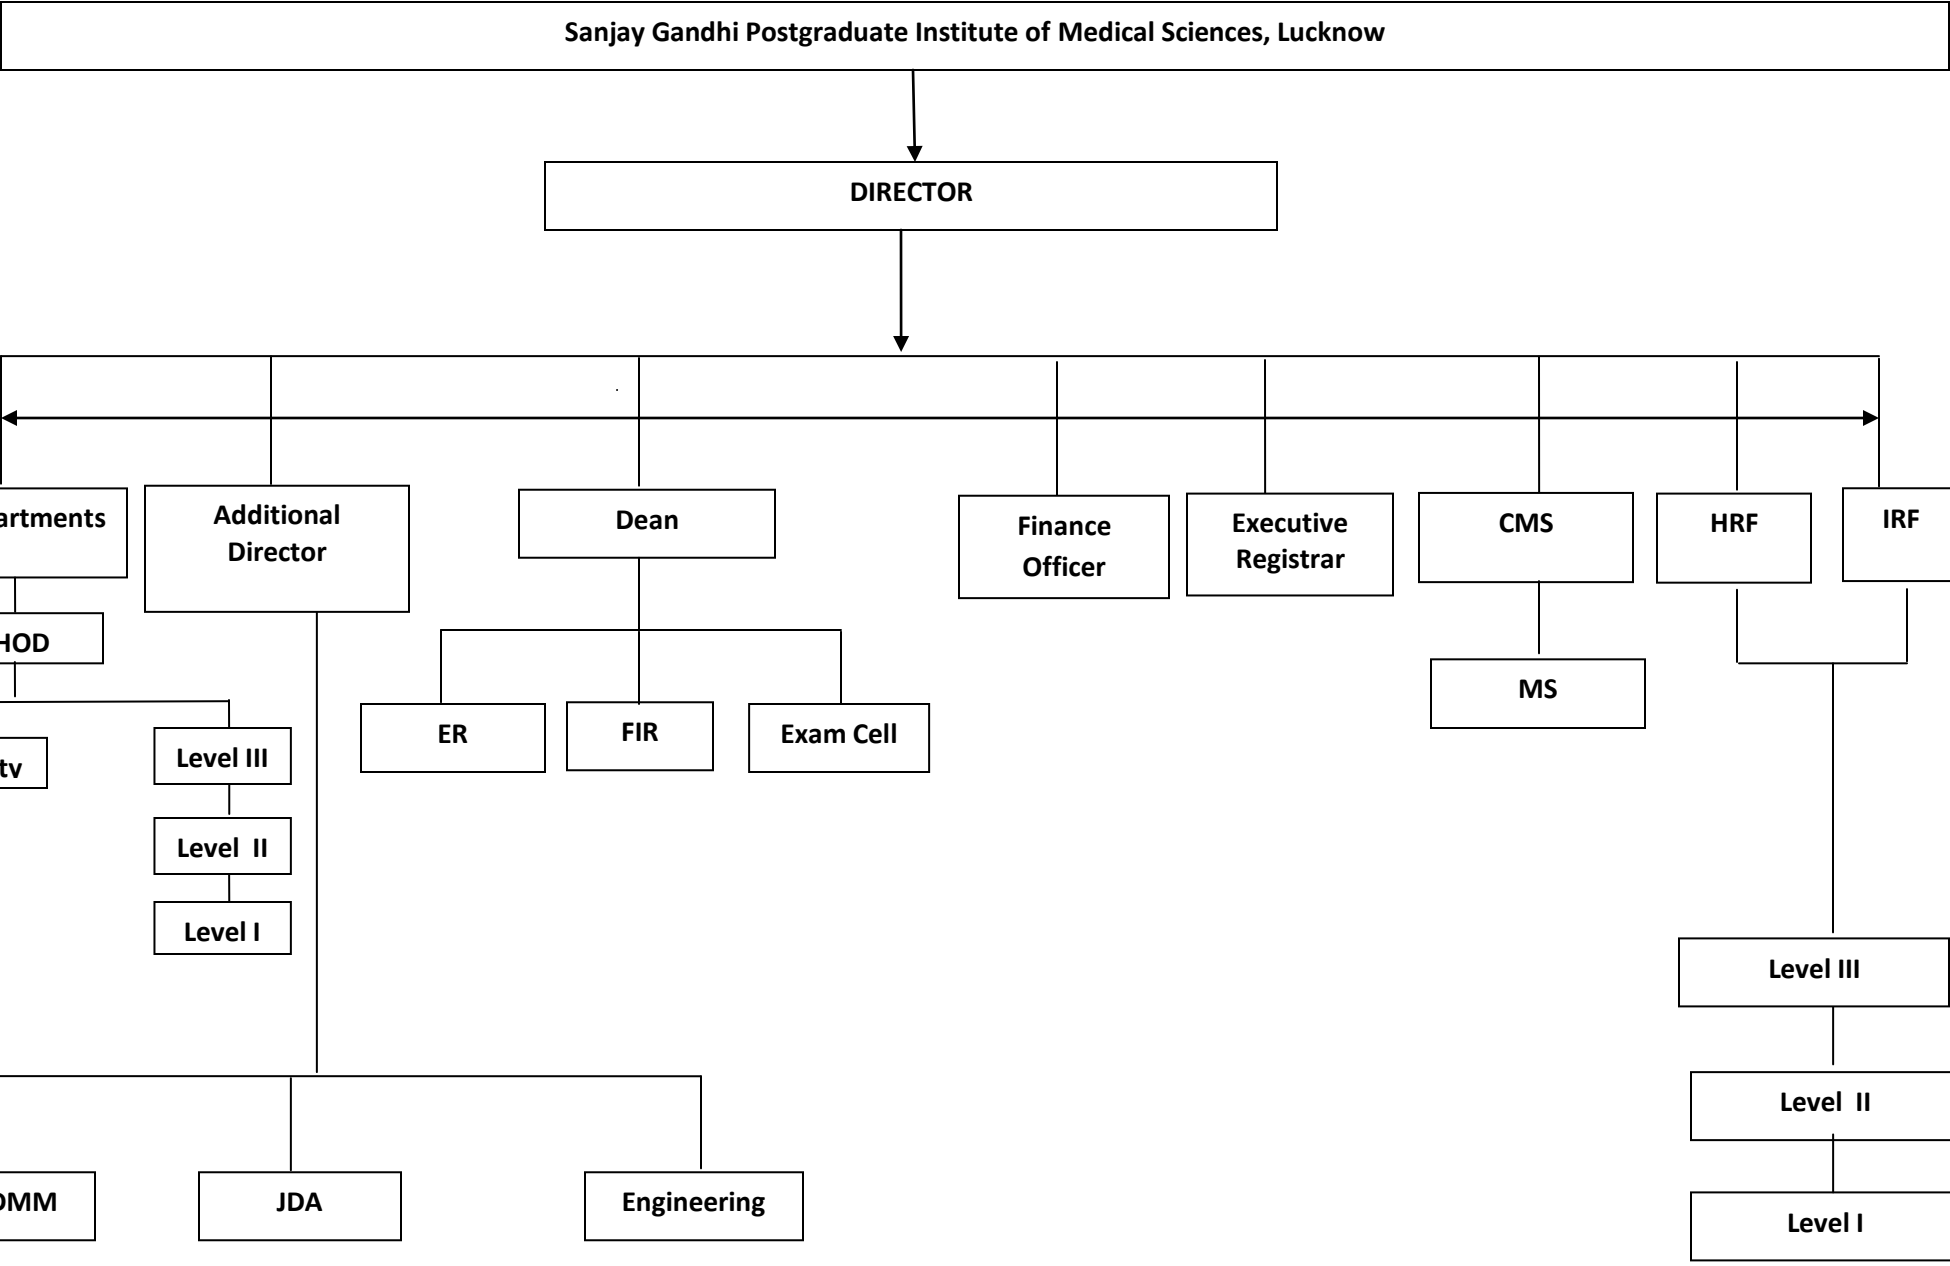 Sanjay Gandhi Postgraduate Institute of Medical Sciences, Lucknow
DIRECTOR
Additional
Director
Dean
Finance
Officer
Executive
Registrar
CMS
HRF
IRF
artments
HOD
ER
FIR
Exam Cell
MS
Level III
Level II
Level I
Level III
Level II
Level I
OMM
JDA
Engineering